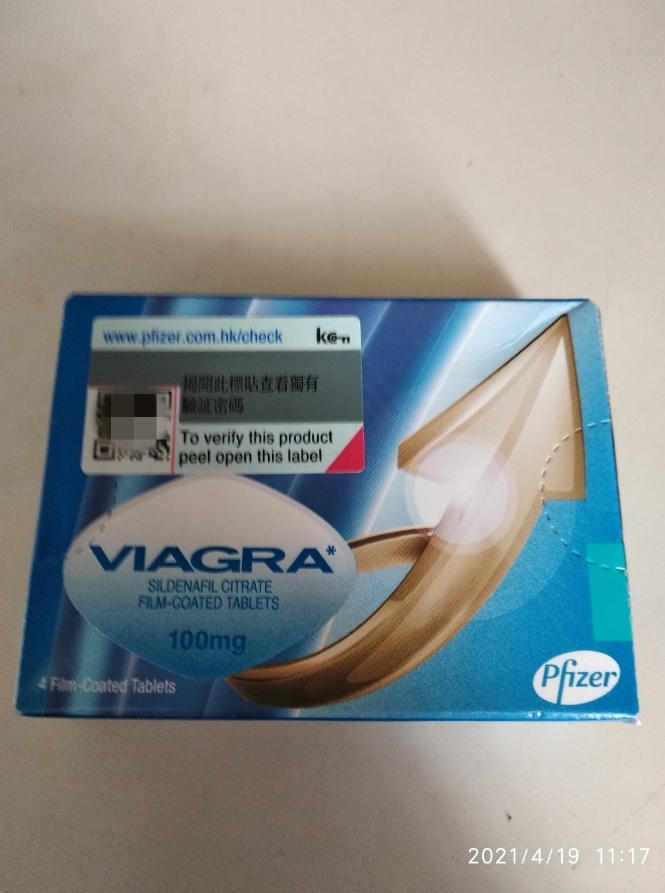 www.pfizer.com.hk/check
揭開此標貼查看獨有
驗証密碼
To verify this product
peel open this label
VIAGRA*
SILDENAFIL CITRATE
FILM-COATED TABLETS
100mg
4 Film-Coated Tablets
Pfizer
2021/4/19 11:17